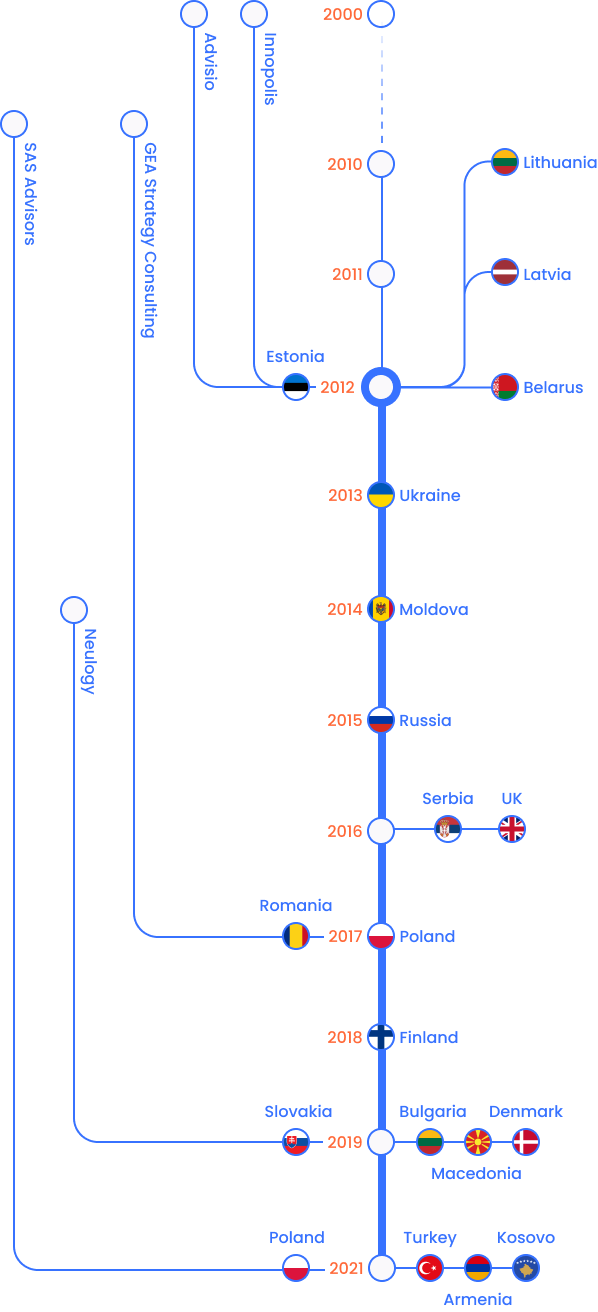 2000
Advisio
Innopolis
SAS Advisors
GEA Strategy Consulting
2010
Lithuania
2011
Latvia
Estonia
2012
Belarus
2013
Ukraine
2014
Moldova
Neulogy
2015
Russia
Serbia
UK
2016
Romania
2017
Poland
2018
Finland
Slovakia
Bulgaria
Denmark
2019
Macedonia
Poland
Turkey
Kosovo
2021
Armenia